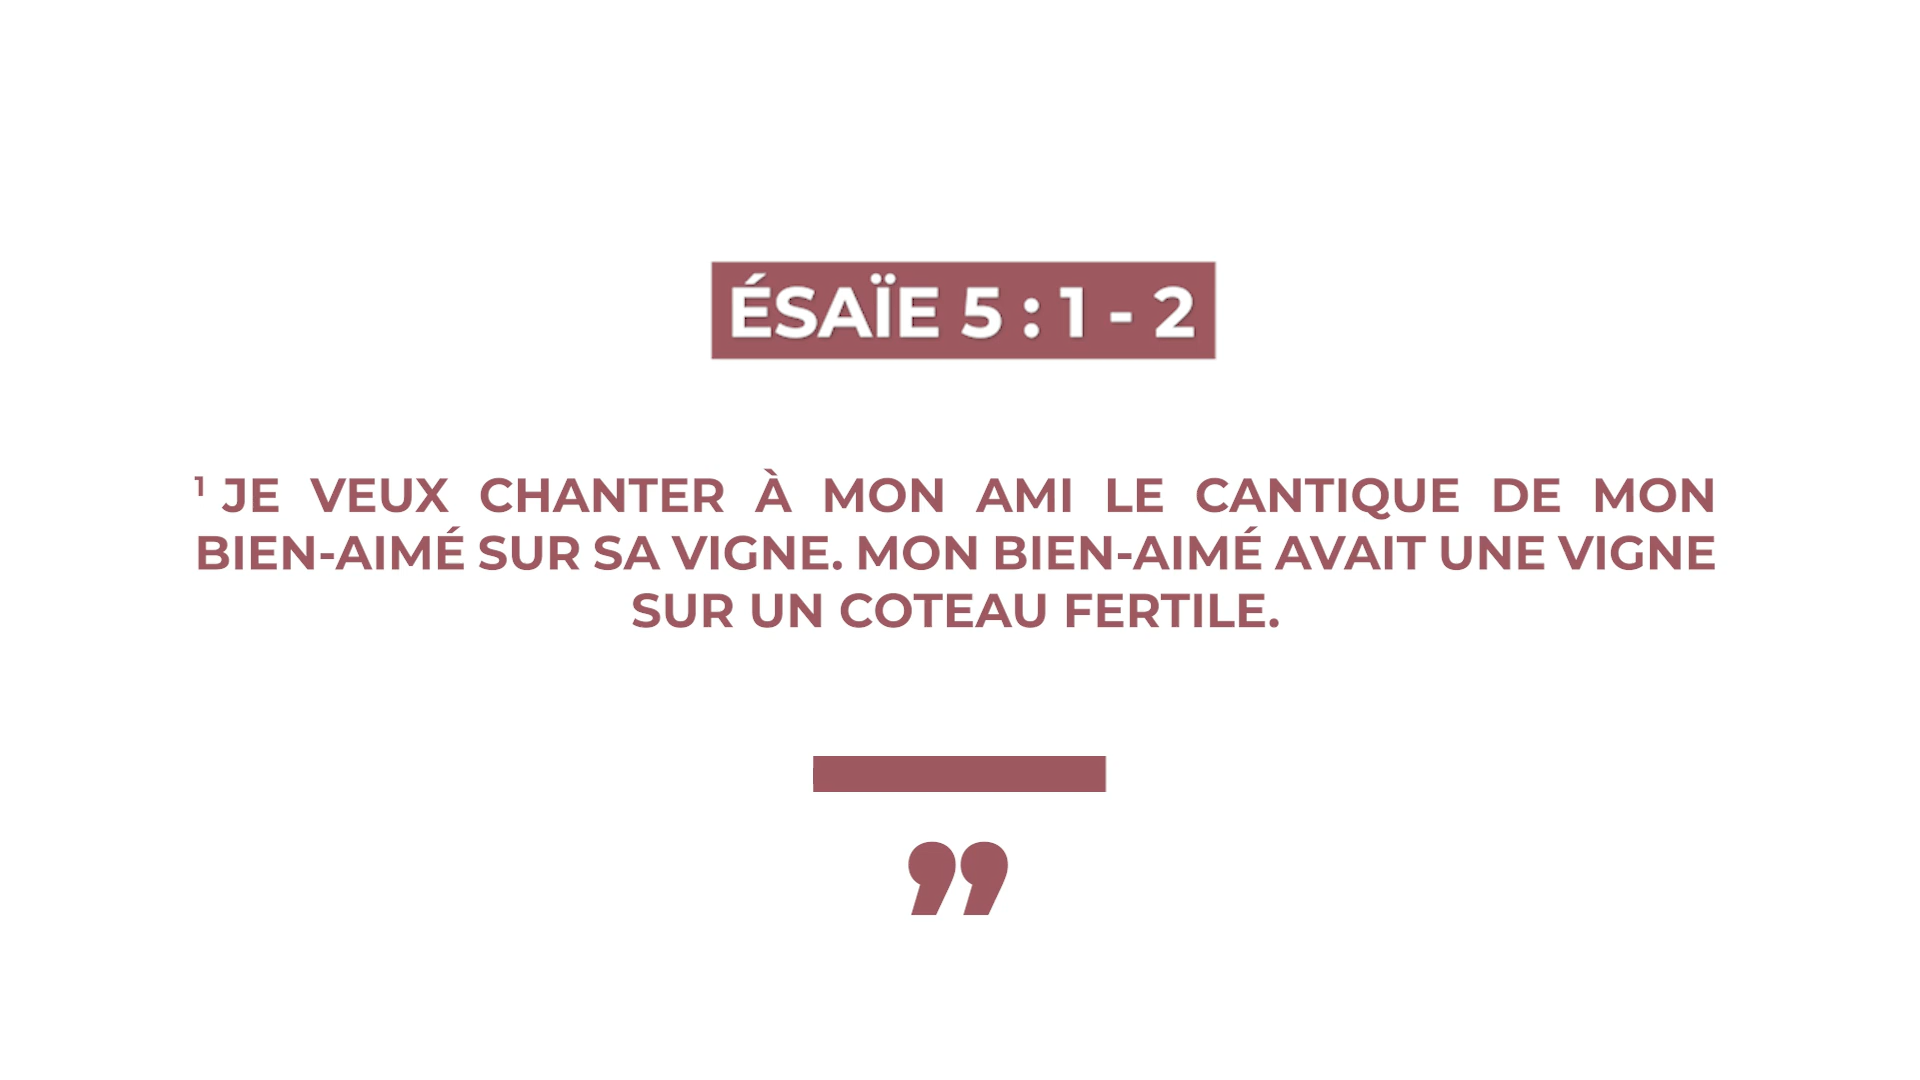 ÉSAÏE 5 : 1 - 2
¹ JE VEUX CHANTER À MON AMI LE CANTIQUE DE MON
BIEN-AIMÉ SUR SA VIGNE. MON BIEN-AIMÉ AVAIT UNE VIGNE
SUR UN COTEAU FERTILE.
”